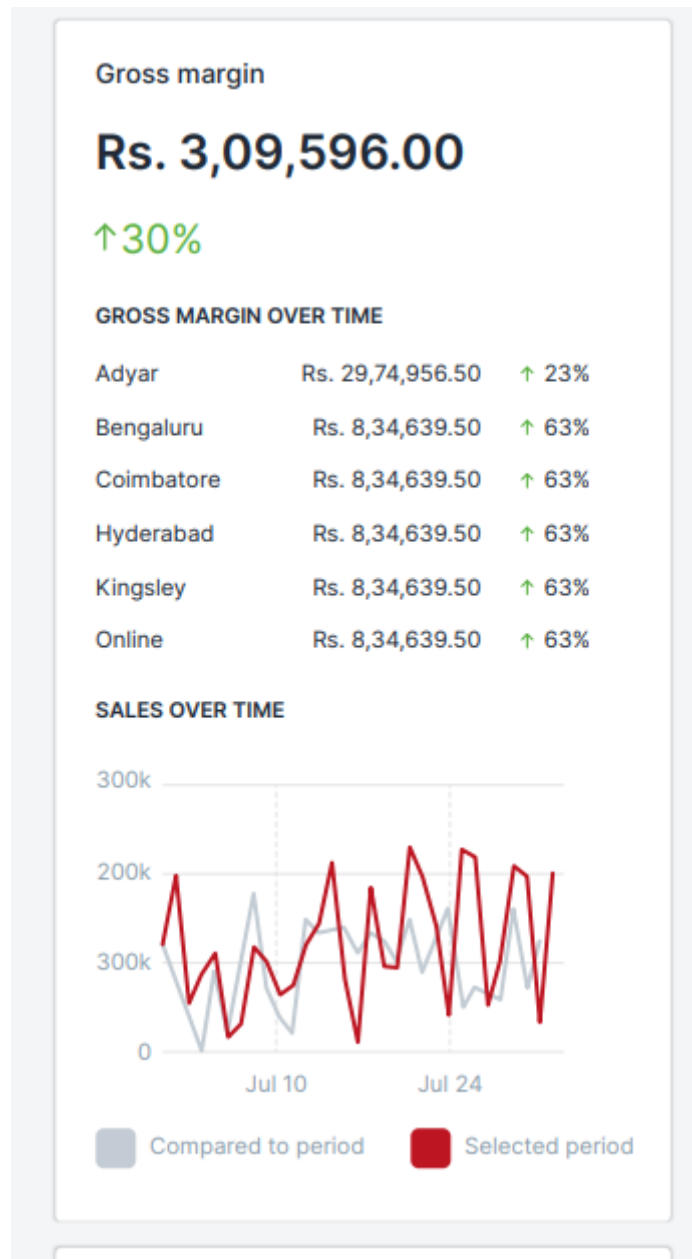 Gross margin
Rs. 3,09,596.00
↑30%
GROSS MARGIN OVER TIME
Adyar Rs. 29,74,956.50 ↑ 23%
Bengaluru Rs. 8,34,639.50 ↑ 63%
Coimbatore Rs. 8,34,639.50 ↑ 63%
Hyderabad Rs. 8,34,639.50 ↑ 63%
Kingsley Rs. 8,34,639.50 ↑ 63%
Online Rs. 8,34,639.50 ↑ 63%
SALES OVER TIME
300k
200k
300k
0
Jul 10 Jul 24
Compared to period Selected period